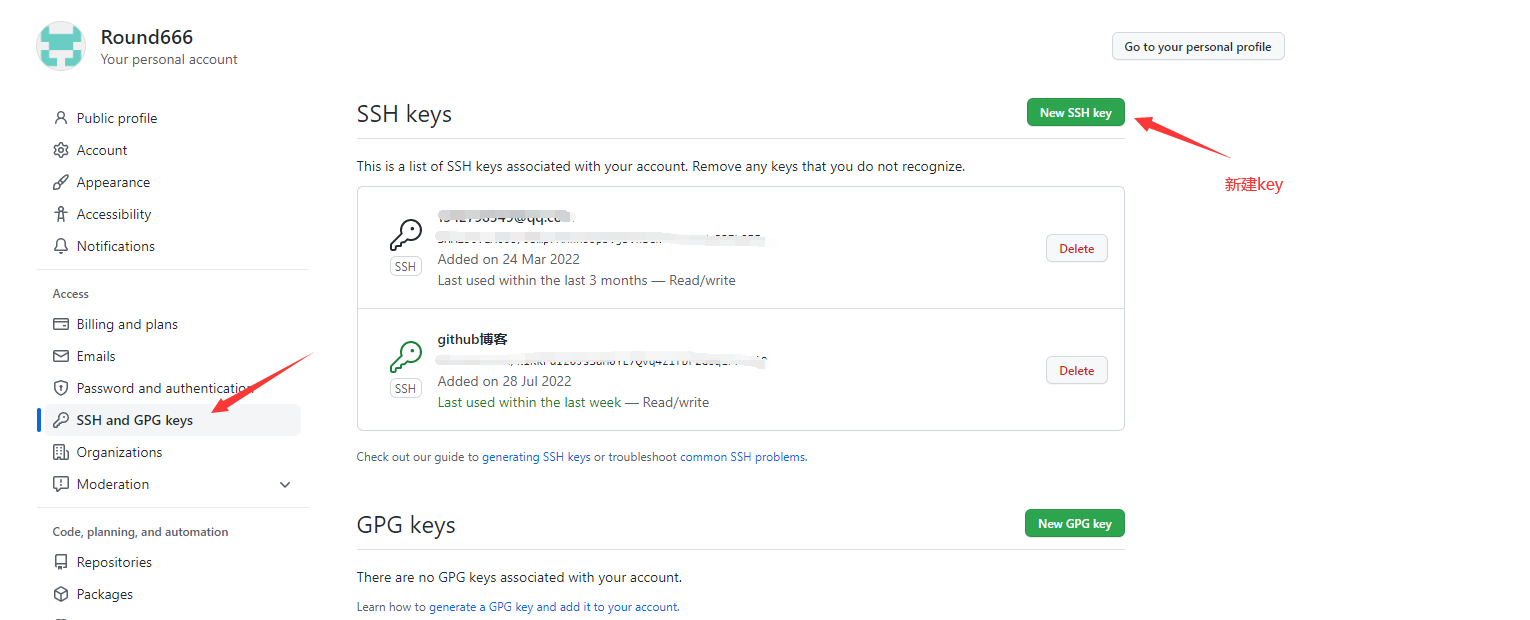 Round666
Your personal account
Go to your personal profile
Public profile
Account
Appearance
Accessibility
Notifications
Access
Billing and plans
Emails
Password and authentication
SSH and GPG keys
Organizations
Moderation
Code, planning, and automation
Repositories
Packages
SSH keys
New SSH key
新建key
This is a list of SSH keys associated with your account. Remove any keys that you do not recognize.
SSH
Added on 24 Mar 2022
Last used within the last 3 months — Read/write
Delete
github博客
SSH
Added on 28 Jul 2022
Last used within the last week — Read/write
Delete
Check out our guide to generating SSH keys or troubleshoot common SSH problems.
GPG keys
New GPG key
There are no GPG keys associated with your account.
Learn how to generate a GPG key and add it to your account.